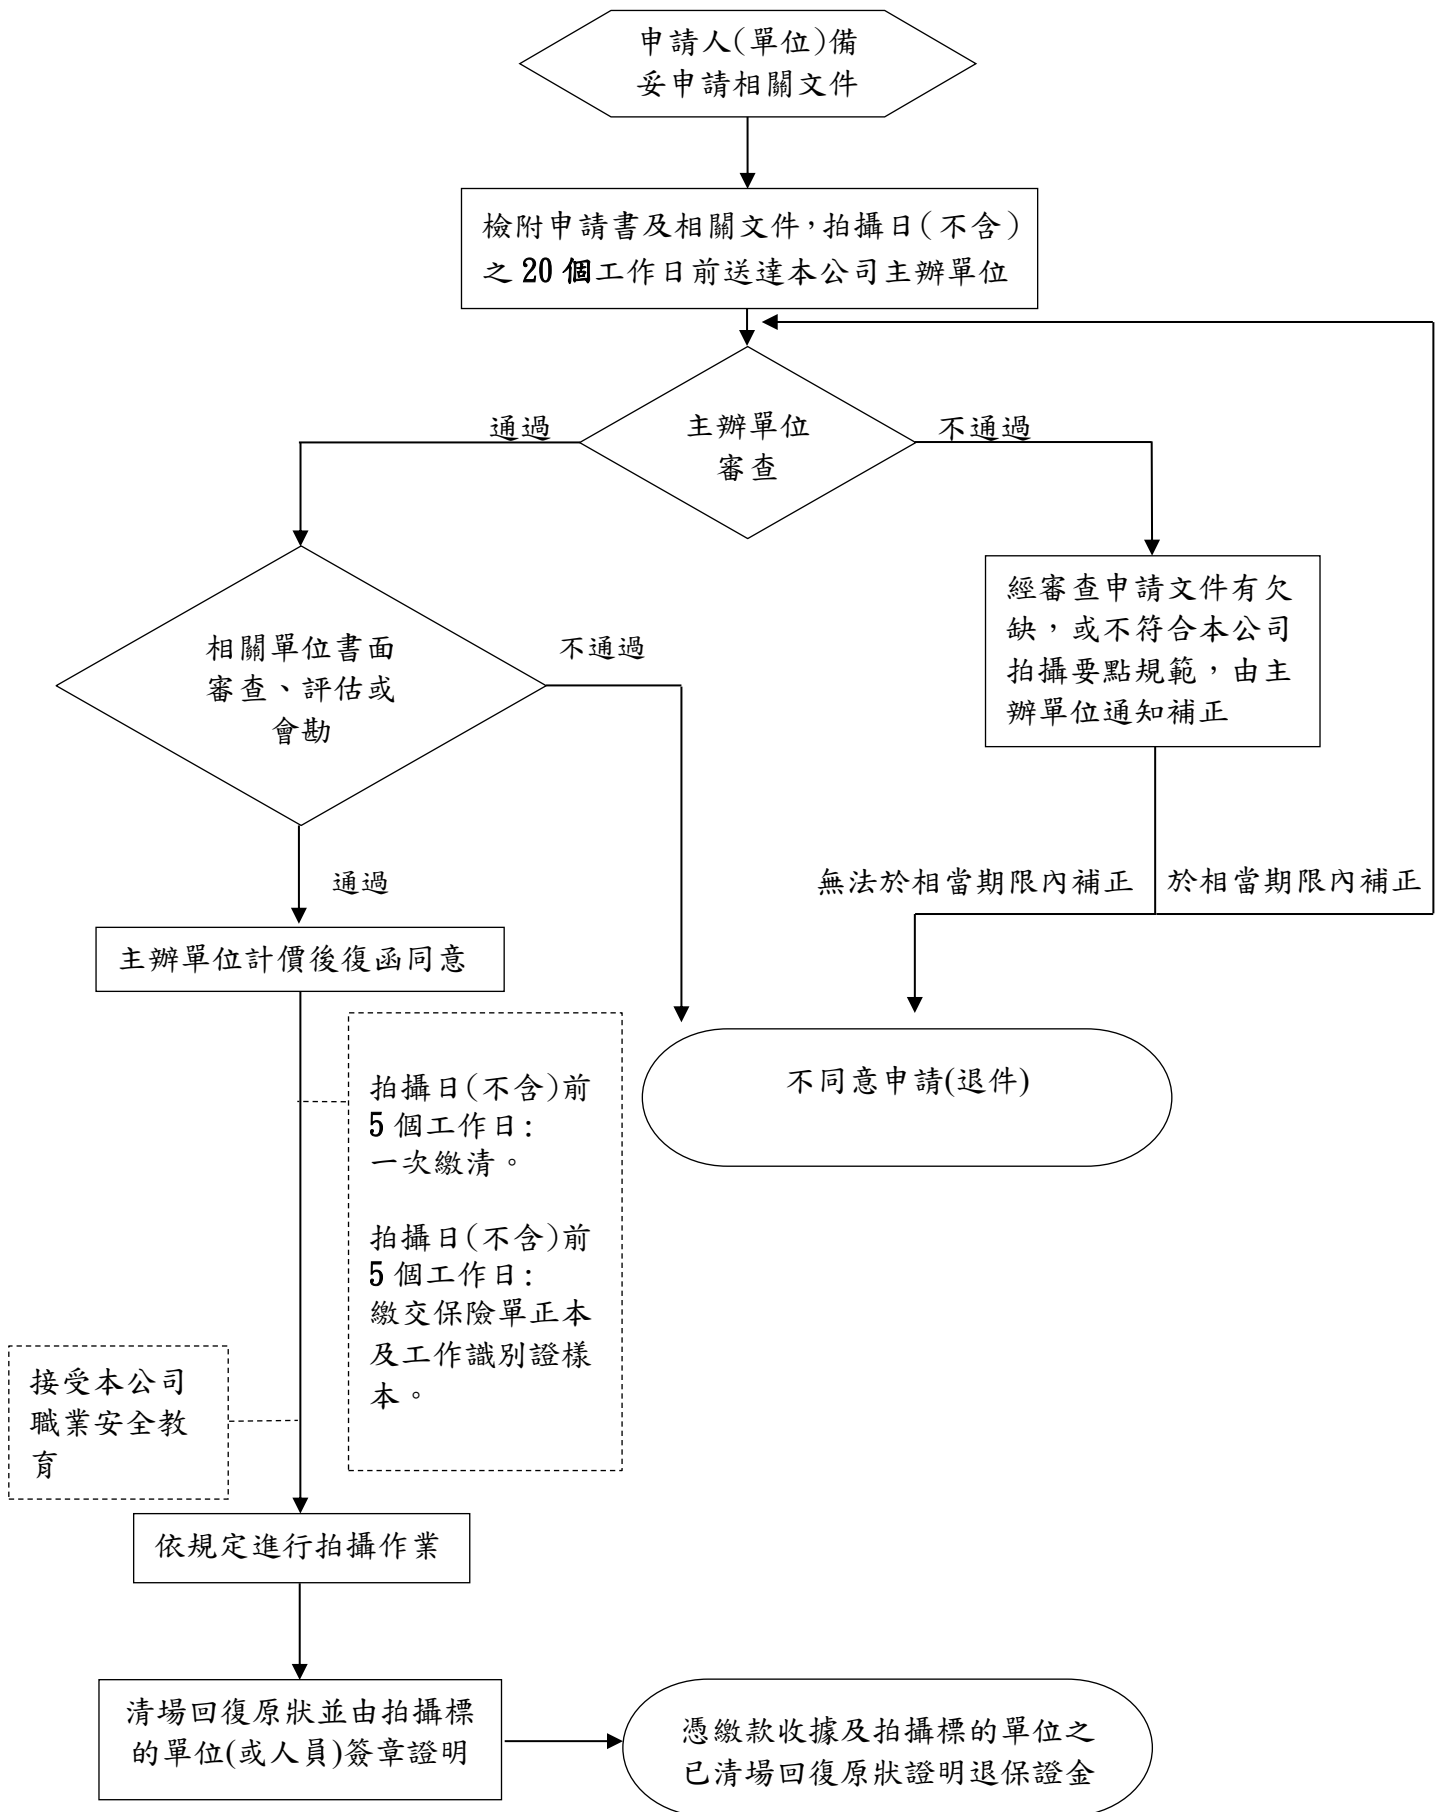 申請人(單位)備
妥申請相關文件
檢附申請書及相關文件，拍攝日(不含)
之 20 個工作日前送達本公司主辦單位
通過
主辦單位
審查
不通過
經審查申請文件有欠
缺，或不符合本公司
拍攝要點規範，由主
辦單位通知補正
相關單位書面
審查、評估或
會勘
不通過
通過
無法於相當期限內補正
於相當期限內補正
主辦單位計價後復函同意
不同意申請(退件)
拍攝日(不含)前
5 個工作日:
一次繳清。
拍攝日(不含)前
5 個工作日:
繳交保險單正本
及工作識別證樣
本。
接受本公司
職業安全教
育
依規定進行拍攝作業
清場回復原狀並由拍攝標
的單位(或人員)簽章證明
憑繳款收據及拍攝標的單位之
已清場回復原狀證明退保證金